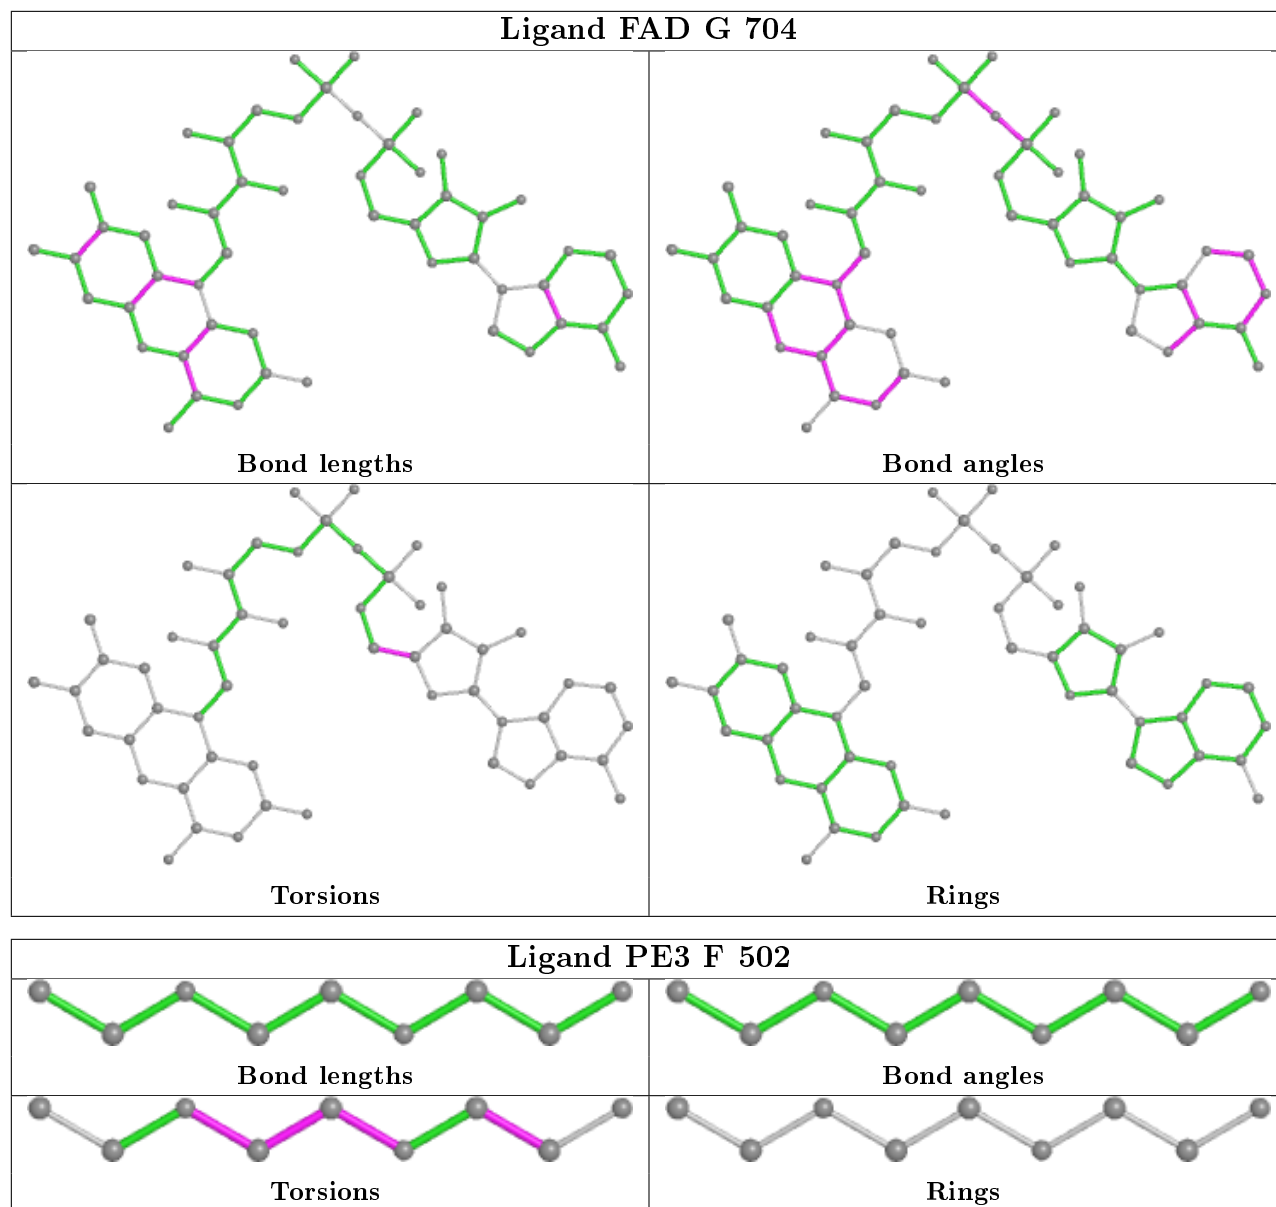 Ligand FAD G 704
Bond lengths
Bond angles
Torsions
Rings
Ligand PE3 F 502
Bond lengths
Bond angles
Torsions
Rings